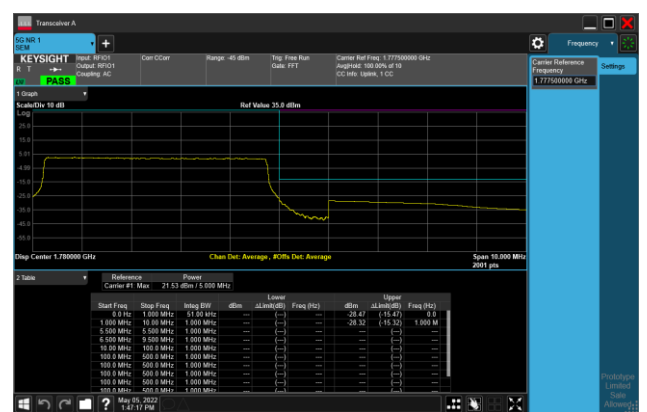 Transceiver A
5G NR.1
SEM
Frequency
KEYSIGHT
R T
PASS
Input: RFIO1
Output: RFIO1
Coupling: AC
Corr CCorr
Range: -45 dBm
Trig: Free Run
Gate: FFT
Carrier Ref Freq: 1.777500000 GHz
Avg|Hold: 100.00% of 10
CC Info: Uplink, 1 CC
Carrier Reference
Frequency
1.777500000 GHz
Settings
1 Graph
Scale/Div 10 dB
Ref Value 35.0 dBm
Log
25.0
15.0
5.01
-4.99
-15.0
-25.0
-35.0
-45.0
-55.0
Disp Center 1.780000 GHz
Chan Det: Average , #Offs Det: Average
Span 10.000 MHz
2001 pts
2 Table
Reference Power
Carrier #1 Max 21.53 dBm / 5.000 MHz
Lower Upper
Start Freq Stop Freq Integ BW dBm ΔLimit(dB) Freq (Hz) dBm ΔLimit(dB) Freq (Hz)
0.0 Hz 1.000 MHz 51.00 kHz --- (---) --- -28.47 (-15.47) 0.0
1.000 MHz 10.00 MHz 1.000 MHz --- (---) --- -28.32 (-15.32) 1.000 M
5.500 MHz 5.500 MHz 1.000 MHz --- (---) --- --- (---) ---
6.500 MHz 9.500 MHz 1.000 MHz --- (---) --- --- (---) ---
10.00 MHz 100.0 MHz 1.000 MHz --- (---) --- --- (---) ---
100.0 MHz 500.0 MHz 1.000 MHz --- (---) --- --- (---) ---
100.0 MHz 500.0 MHz 1.000 MHz --- (---) --- --- (---) ---
100.0 MHz 500.0 MHz 1.000 MHz --- (---) --- --- (---) ---
100.0 MHz 500.0 MHz 1.000 MHz --- (---) --- --- (---) ---
100.0 MHz 500.0 MHz 1.000 MHz --- (---) --- --- (---) ---
Prototype
Limited
Sale
Allowed
?
May 05, 2022
1:47:17 PM